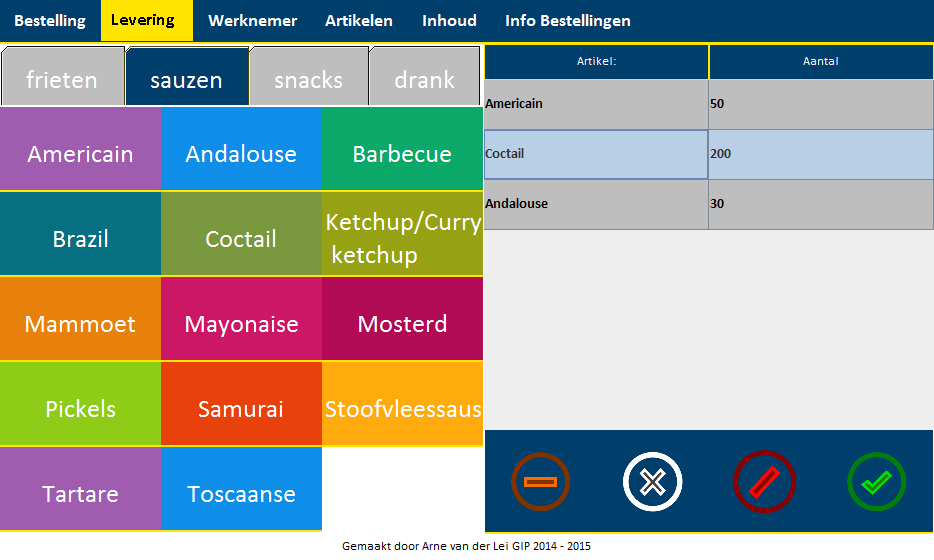 Bestelling Levering Werknemer Artikelen Inhoud Info Bestellingen
frieten sauzen snacks drank
Americain Andalouse Barbecue
Brazil Coctail Ketchup/Curry
ketchup
Mammoet Mayonaise Mosterd
Pickels Samurai Stoofvleessaus
Tartare Toscaanse
Artikel: Aantal
Americain 50
Coctail 200
Andalouse 30
Gemaakt door Arne van der Lei GIP 2014 - 2015